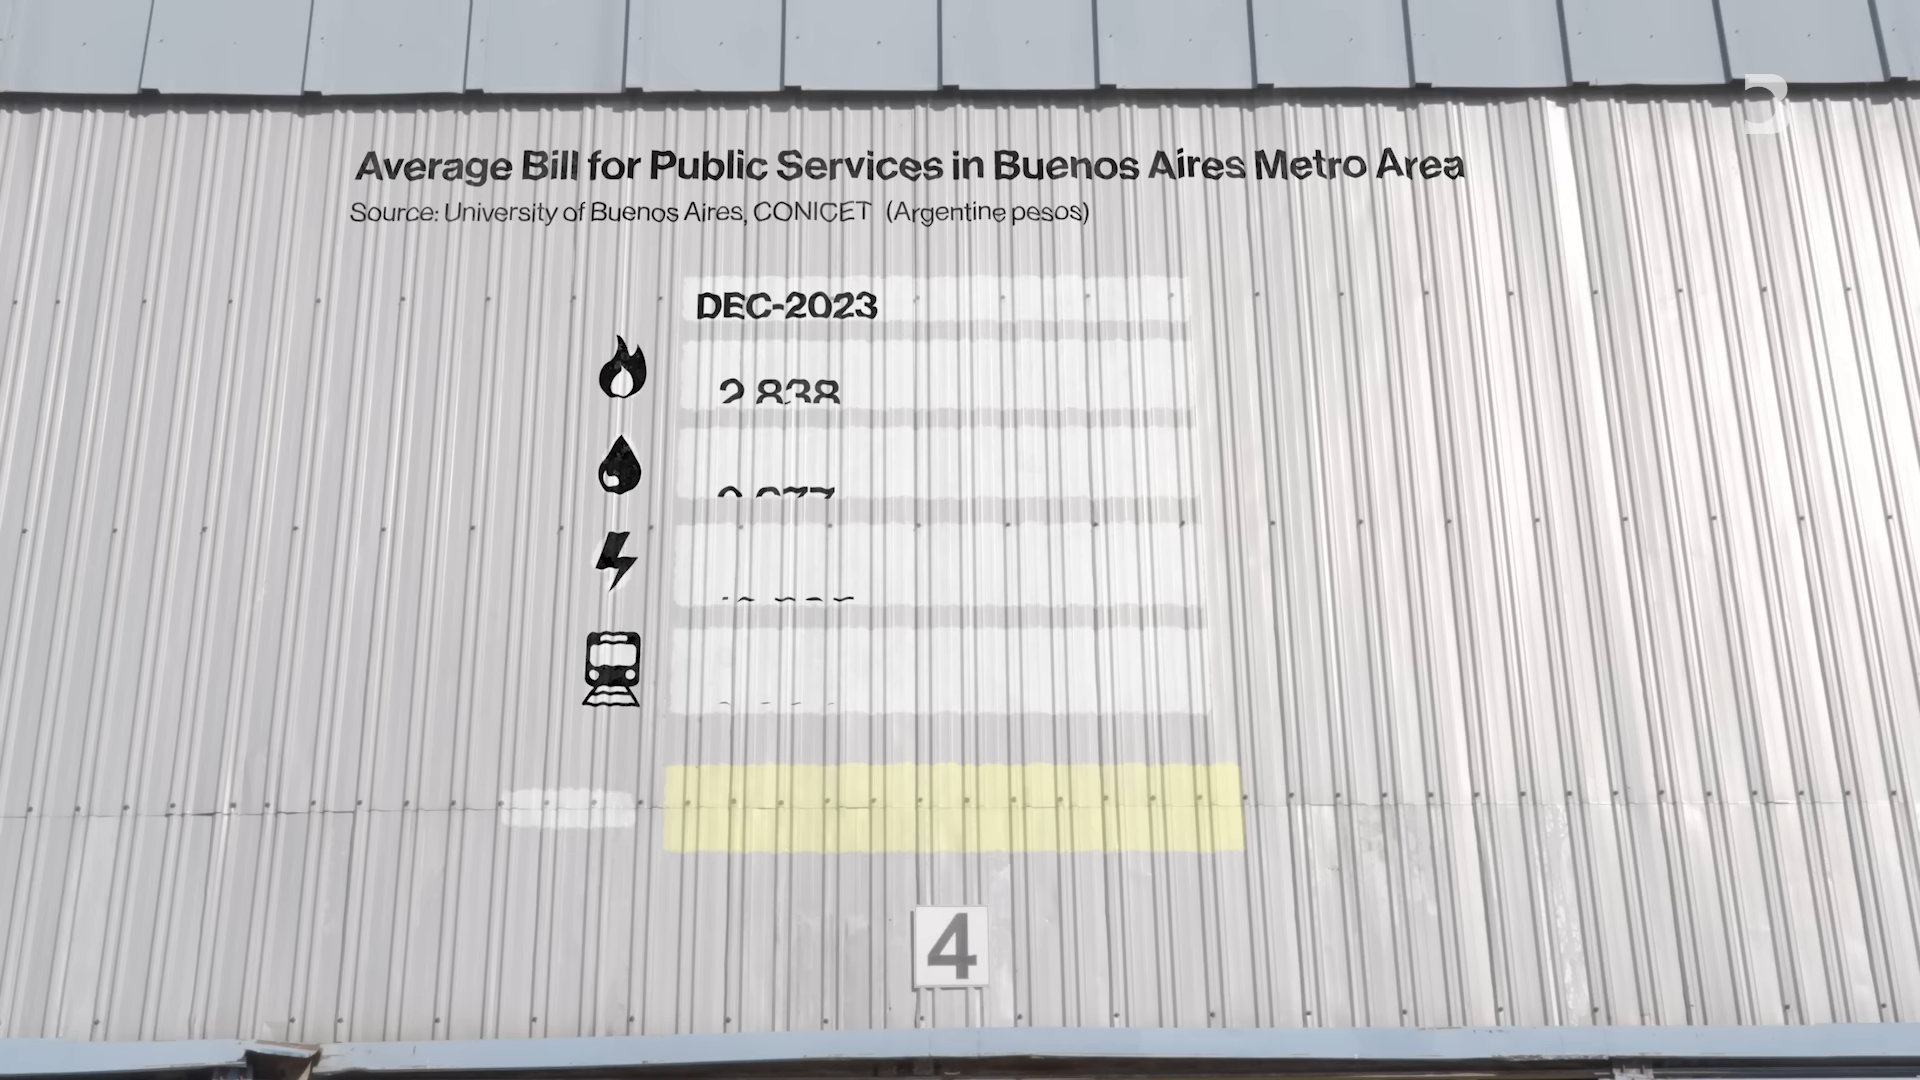 Average Bill for Public Services in Buenos Aires Metro Area
Source: University of Buenos Aires, CONICET (Argentine pesos)
DEC-2023
2 838
4